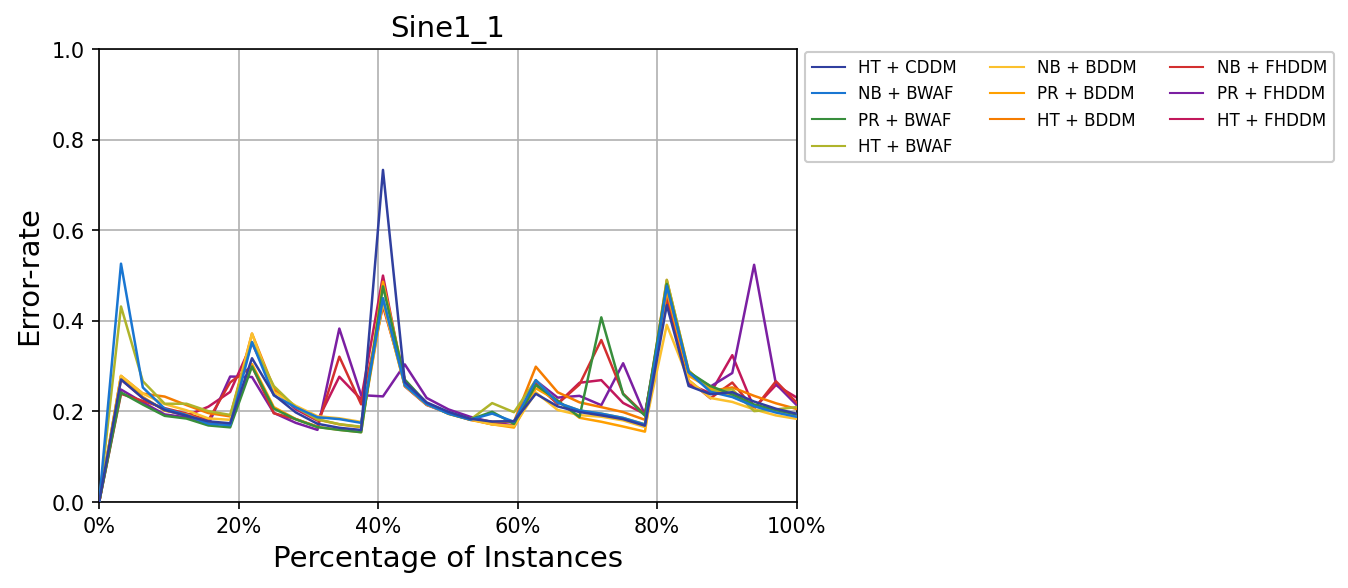 Sine1_1
1.0
0.8
0.6
0.4
0.2
0.0
Error-rate
0%
20%
40%
60%
80%
100%
Percentage of Instances
HT + CDDM
NB + BWAF
PR + BWAF
HT + BWAF
NB + BDDM
PR + BDDM
HT + BDDM
NB + FHDDM
PR + FHDDM
HT + FHDDM